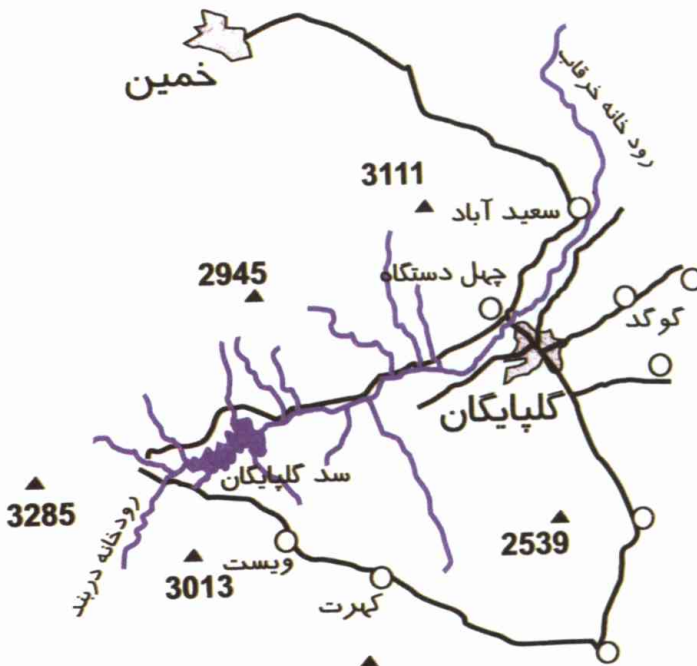 خمین
رود خانه خرقاب
3111
سعید آباد
چهل دستگاه
2945
گوگد
گلپایگان
سد گلپایگان
3285
رودخانه دربند
3013
ویست
کهرت
2539